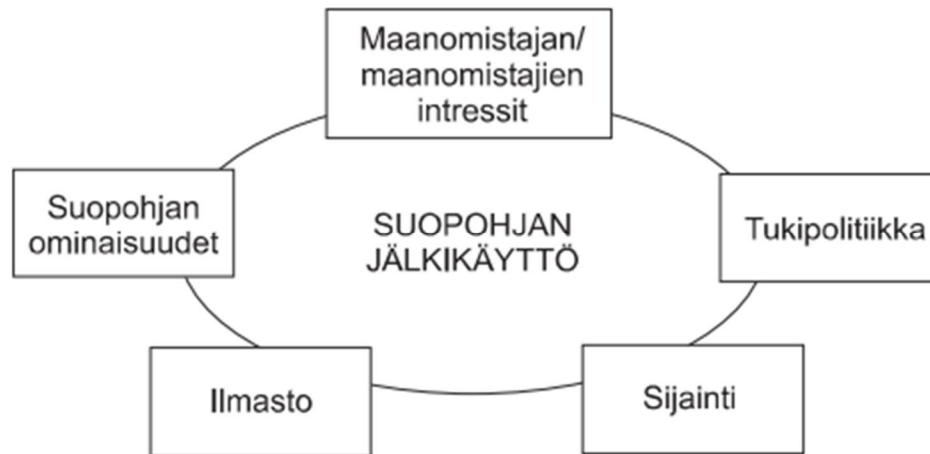 Maanomistajan/
maanomistajien
intressit
Suopohjan
ominaisuudet
SUOPOHJAN
JÄLKIKÄYTTÖ
Tukipolitiikka
Ilmasto
Sijainti